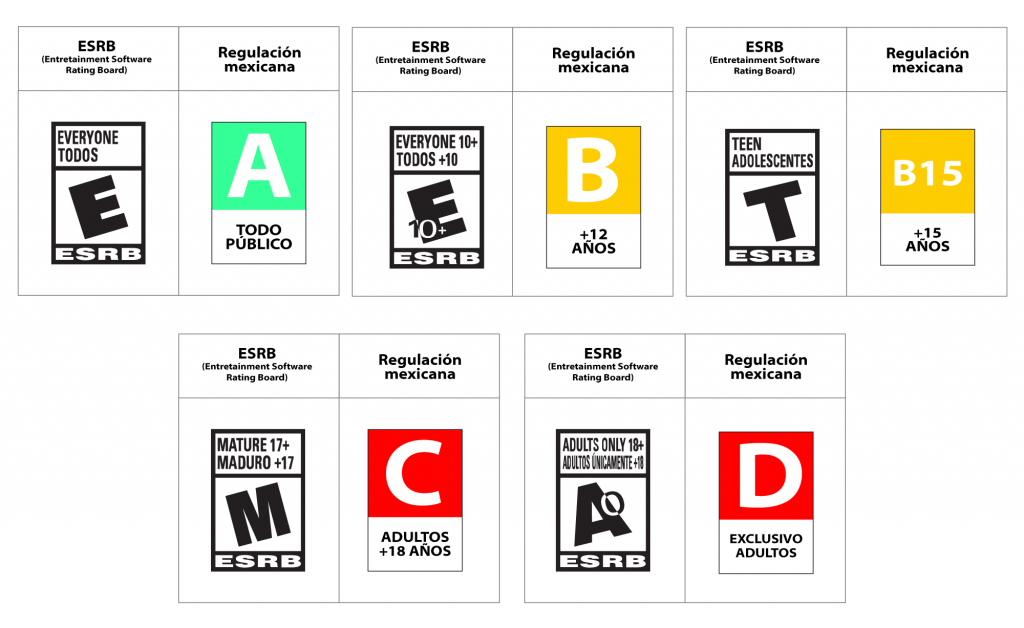 ESRB
(Entretainment Software
Rating Board)
Regulación
mexicana
EVERYONE
TODOS
E
ESRB
A
TODO
PÚBLICO
ESRB
(Entretainment Software
Rating Board)
Regulación
mexicana
EVERYONE 10+
TODOS +10
E
10+
ESRB
B
+12
AÑOS
ESRB
(Entretainment Software
Rating Board)
Regulación
mexicana
TEEN
ADOLESCENTES
T
ESRB
B15
+15
AÑOS
ESRB
(Entretainment Software
Rating Board)
Regulación
mexicana
MATURE 17+
MADURO +17
M
ESRB
C
ADULTOS
+18 AÑOS
ESRB
(Entretainment Software
Rating Board)
Regulación
mexicana
ADULTS ONLY 18+
ADULTOS ÚNICAMENTE +18
AO
ESRB
D
EXCLUSIVO
ADULTOS